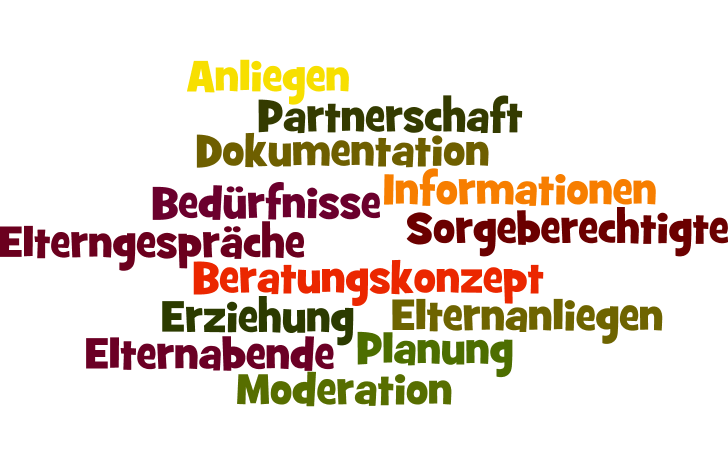 Anliegen
Partnerschaft
Dokumentation
Bedürfnisse
Informationen
Sorgeberechtigte
Elterngespräche
Beratungskonzept
Erziehung
Elternanliegen
Elternabende
Planung
Moderation